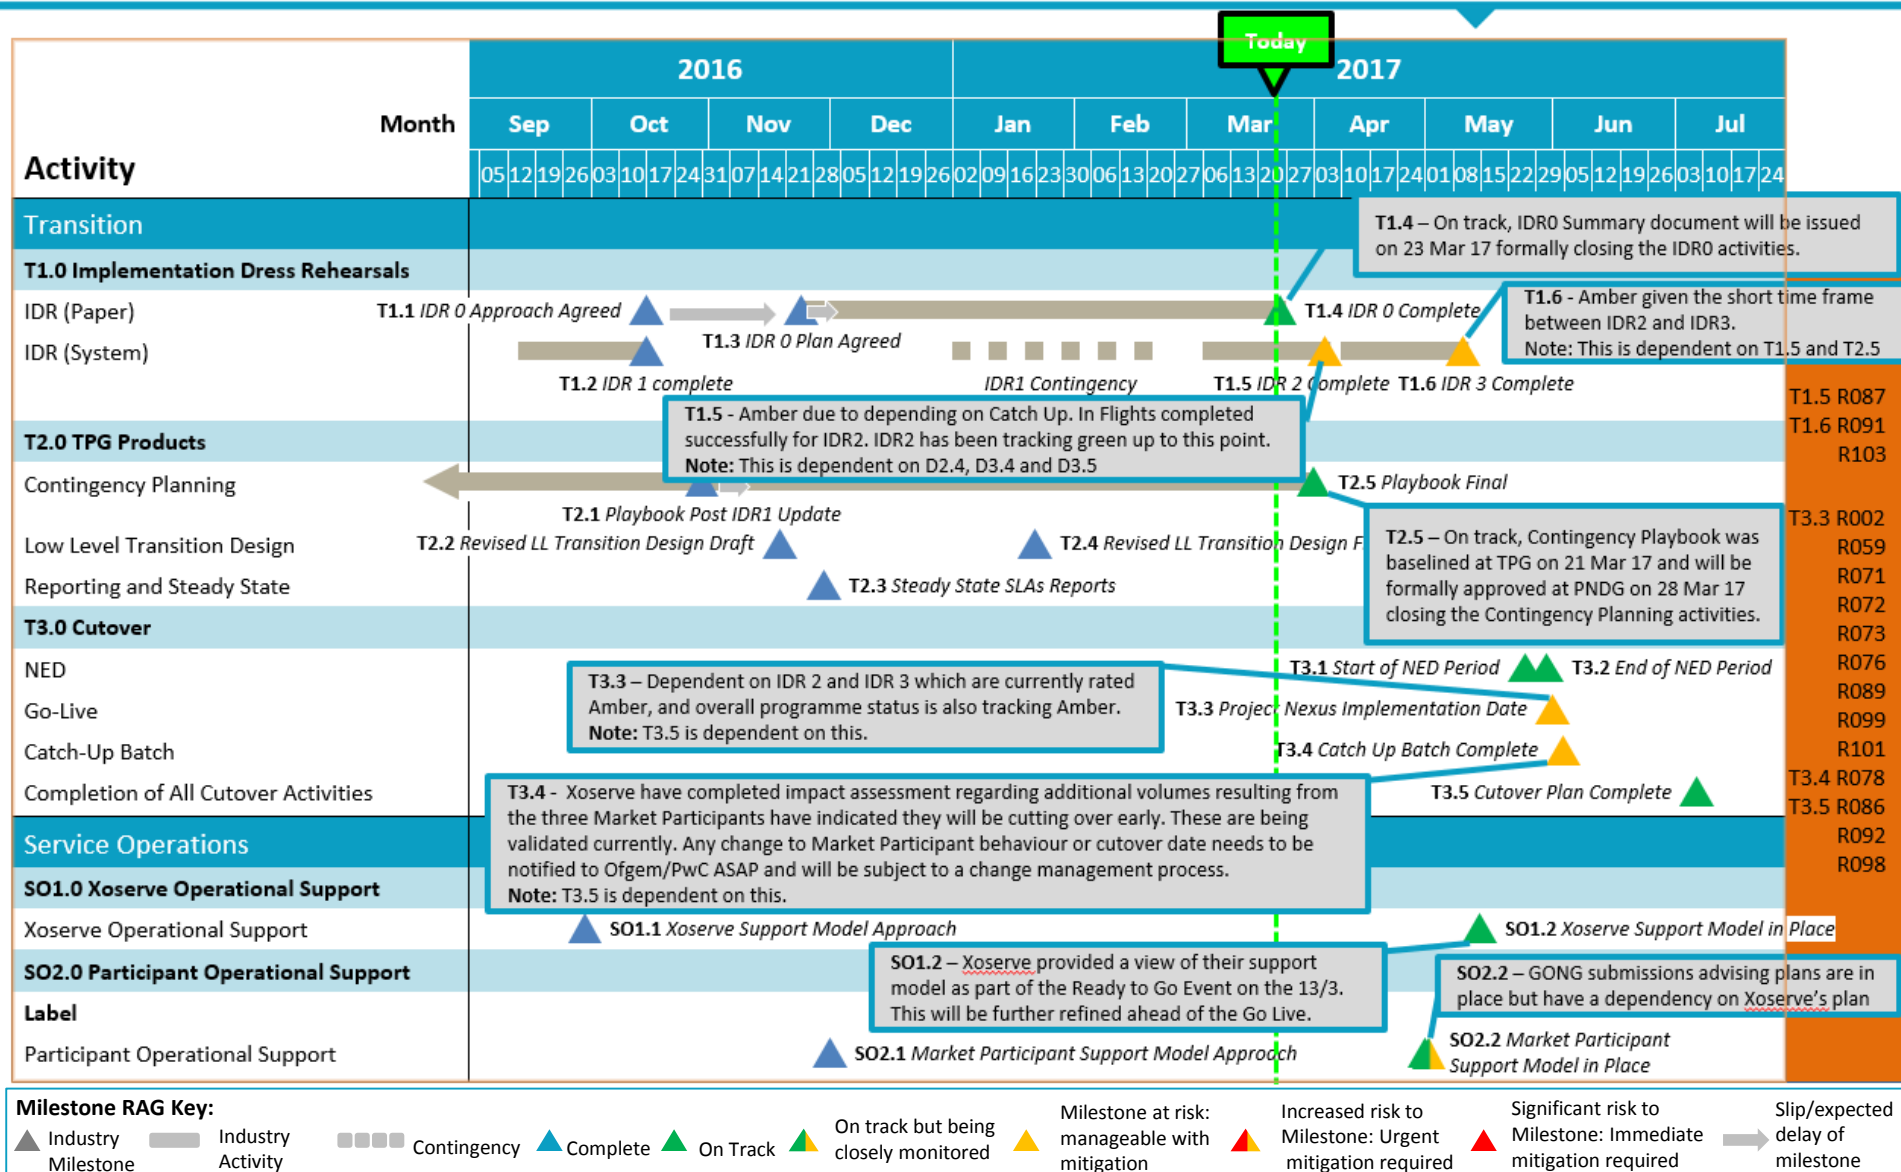 Today
2016
2017
Month
Sep
Oct
Nov
Dec
Jan
Feb
Mar
Apr
May
Jun
Jul
Activity
05 12 19 26 03 10 17 24 31 07 14 21 28 05 12 19 26 02 09 16 23 30 06 13 20 27 06 13 20 27 03 10 17 24 01 08 15 22 29 05 12 19 26 03 10 17 24
Transition
T1.4 – On track, IDR0 Summary document will be issued
on 23 Mar 17 formally closing the IDR0 activities.
T1.0 Implementation Dress Rehearsals
IDR (Paper)
T1.1 IDR 0 Approach Agreed
T1.3 IDR 0 Plan Agreed
T1.4 IDR 0 Complete
T1.6 - Amber given the short time frame
between IDR2 and IDR3.
Note: This is dependent on T1.5 and T2.5
IDR (System)
T1.2 IDR 1 complete
IDR1 Contingency
T1.5 IDR 2 Complete
T1.6 IDR 3 Complete
T1.5 - Amber due to depending on Catch Up. In Flights completed
successfully for IDR2. IDR2 has been tracking green up to this point.
Note: This is dependent on D2.4, D3.4 and D3.5
T1.5 R087
T1.6 R091
R103
T2.0 TPG Products
Contingency Planning
T2.1 Playbook Post IDR1 Update
T2.5 Playbook Final
Low Level Transition Design
T2.2 Revised LL Transition Design Draft
T2.4 Revised LL Transition Design F
T2.5 – On track, Contingency Playbook was
baselined at TPG on 21 Mar 17 and will be
formally approved at PNDG on 28 Mar 17
closing the Contingency Planning activities.
Reporting and Steady State
T2.3 Steady State SLAs Reports
T3.3 R002
R059
R071
R072
R073
R076
R089
R099
R101
T3.4 R078
T3.5 R086
R092
R098
T3.0 Cutover
NED
T3.1 Start of NED Period
T3.2 End of NED Period
T3.3 – Dependent on IDR 2 and IDR 3 which are currently rated
Amber, and overall programme status is also tracking Amber.
Note: T3.5 is dependent on this.
Go-Live
T3.3 Project Nexus Implementation Date
Catch-Up Batch
T3.4 Catch Up Batch Complete
Completion of All Cutover Activities
T3.5 Cutover Plan Complete
T3.4 - Xoserve have completed impact assessment regarding additional volumes resulting from
the three Market Participants have indicated they will be cutting over early. These are being
validated currently. Any change to Market Participant behaviour or cutover date needs to be
notified to Ofgem/PwC ASAP and will be subject to a change management process.
Note: T3.5 is dependent on this.
Service Operations
SO1.0 Xoserve Operational Support
Xoserve Operational Support
SO1.1 Xoserve Support Model Approach
SO1.2 Xoserve Support Model in Place
SO2.0 Participant Operational Support
SO1.2 – Xoserve provided a view of their support
model as part of the Ready to Go Event on the 13/3.
This will be further refined ahead of the Go Live.
SO2.2 – GONG submissions advising plans are in
place but have a dependency on Xoserve's plan
Label
Participant Operational Support
SO2.1 Market Participant Support Model Approach
SO2.2 Market Participant
Support Model in Place
Milestone RAG Key:
Industry
Milestone
Industry
Activity
Contingency
Complete
On Track
On track but being
closely monitored
Milestone at risk:
manageable with
mitigation
Increased risk to
Milestone: Urgent
mitigation required
Significant risk to
Milestone: Immediate
mitigation required
Slip/expected
delay of
milestone